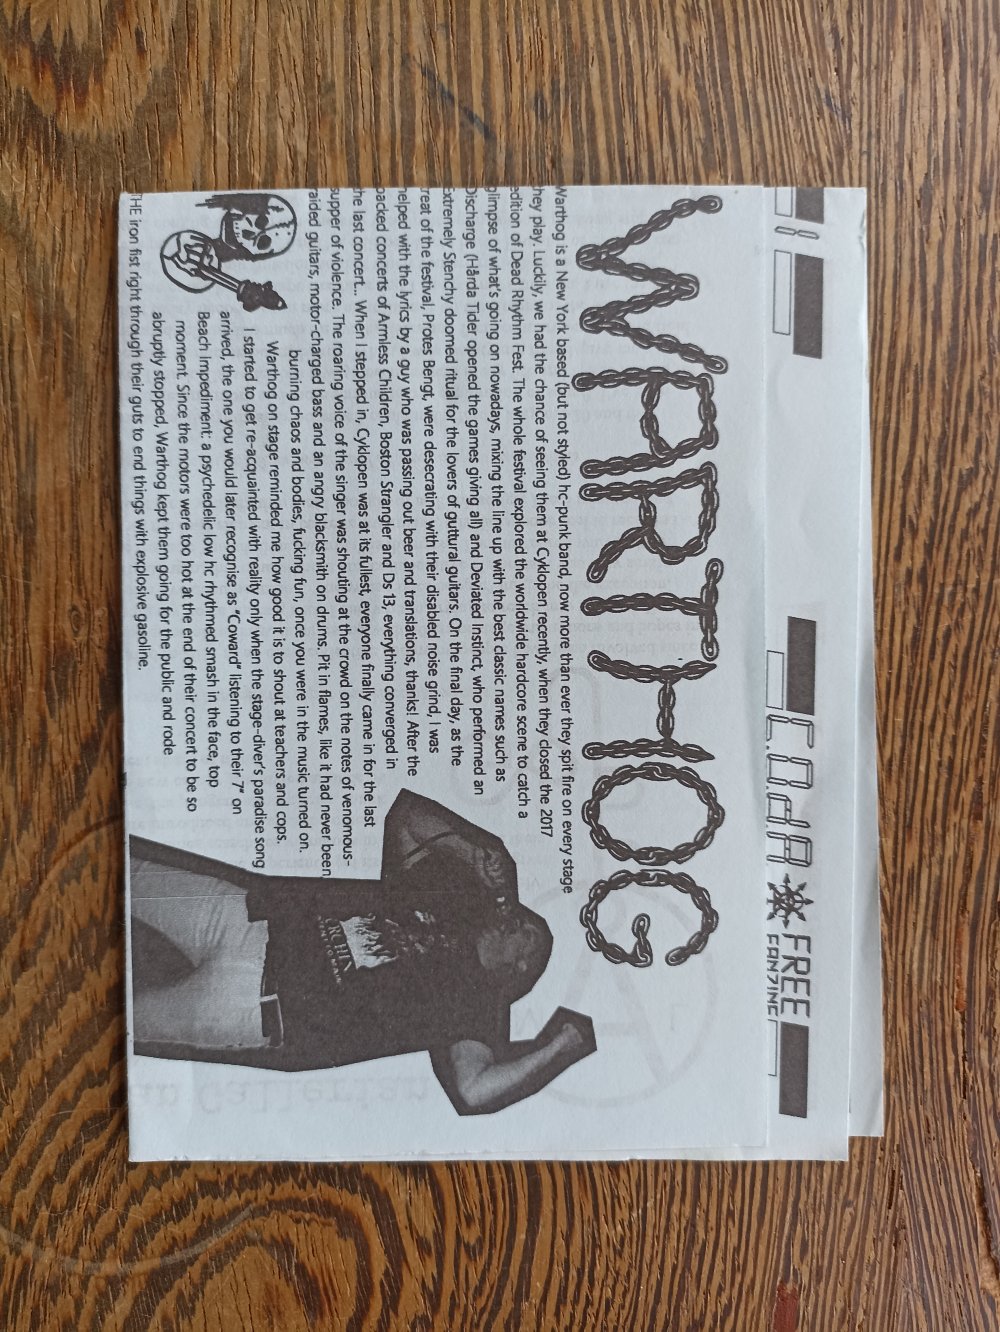 C.B.d.A FREE
FANZINE
WARTHOG
Warthog is a New York based (but not styled) hc-punk band, now more than ever they spit fire on every stage
they play. Luckily, we had the chance of seeing them at Cyklopen recently, when they closed the 2017
edition of Dead Rhythm Fest. The whole festival explored the worldwide hardcore scene to catch a
glimpse of what's going on nowadays, mixing the line up with the best classic names such as
Discharge (Hårda Tider opened the games giving all) and Deviated Instinct, who performed an
Extremely Stenchy doomed ritual for the lovers of guttural guitars. On the final day, as the
treat of the festival, Protes Bengt, were desecrating with their disabled noise grind, I was
helped with the lyrics by a guy who was passing out beer and translations, thanks! After the
packed concerts of Armless Children, Boston Strangler and Ds 13, everything converged in
the last concert... When I stepped in, Cyklopen was at its fullest, everyone finally came in for the last
supper of violence. The roaring voice of the singer was shouting at the crowd on the notes of venomous-
raided guitars, motor-charged bass and an angry blacksmith on drums. Pit in flames, like it had never been
burning chaos and bodies, fucking fun, once you were in the music turned on.
Warthog on stage reminded me how good it is to shout at teachers and cops.
I started to get re-acquainted with reality only when the stage-diver's paradise song
arrived, the one you would later recognise as "Coward" listening to their 7" on
Beach Impediment: a psychedelic low hc rhythmed smash in the face, top
moment. Since the motors were too hot at the end of their concert to be so
abruptly stopped, Warthog kept them going for the public and rode
THE iron fist right through their guts to end things with explosive gasoline.